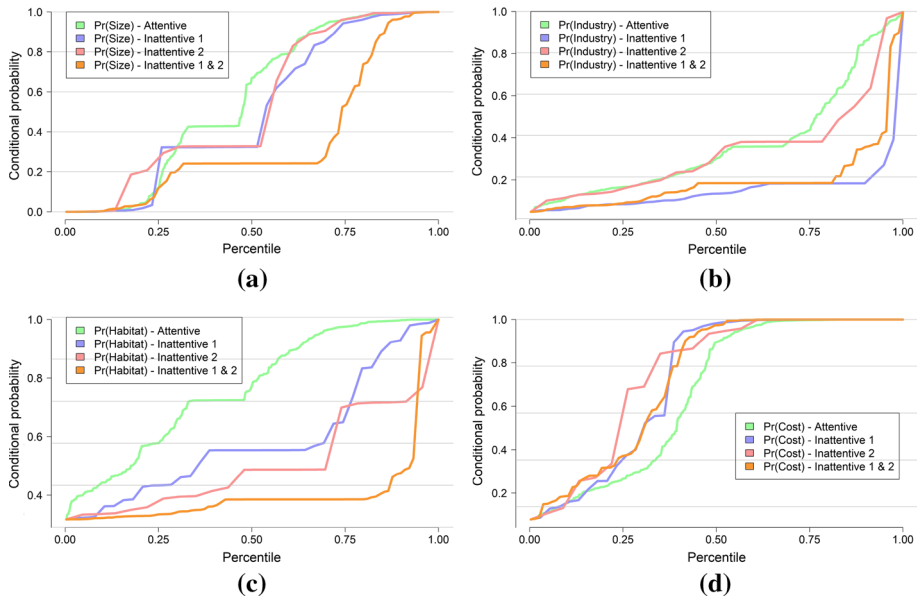 Conditional probability
1.0
0.8
0.6
0.4
0.2
0.0
Pr(Size) - Attentive
Pr(Size) - Inattentive 1
Pr(Size) - Inattentive 2
Pr(Size) - Inattentive 1 & 2
0.00 0.25 0.50 0.75 1.00
Percentile
(a)
Conditional probability
1.0
0.8
0.6
0.4
0.2
Pr(Industry) - Attentive
Pr(Industry) - Inattentive 1
Pr(Industry) - Inattentive 2
Pr(Industry) - Inattentive 1 & 2
0.00 0.25 0.50 0.75 1.00
Percentile
(b)
Conditional probability
1.0
0.8
0.6
0.4
Pr(Habitat) - Attentive
Pr(Habitat) - Inattentive 1
Pr(Habitat) - Inattentive 2
Pr(Habitat) - Inattentive 1 & 2
0.00 0.25 0.50 0.75 1.00
Percentile
(c)
Conditional probability
1.0
0.8
0.6
0.4
0.2
Pr(Cost) - Attentive
Pr(Cost) - Inattentive 1
Pr(Cost) - Inattentive 2
Pr(Cost) - Inattentive 1 & 2
0.00 0.25 0.50 0.75 1.00
Percentile
(d)